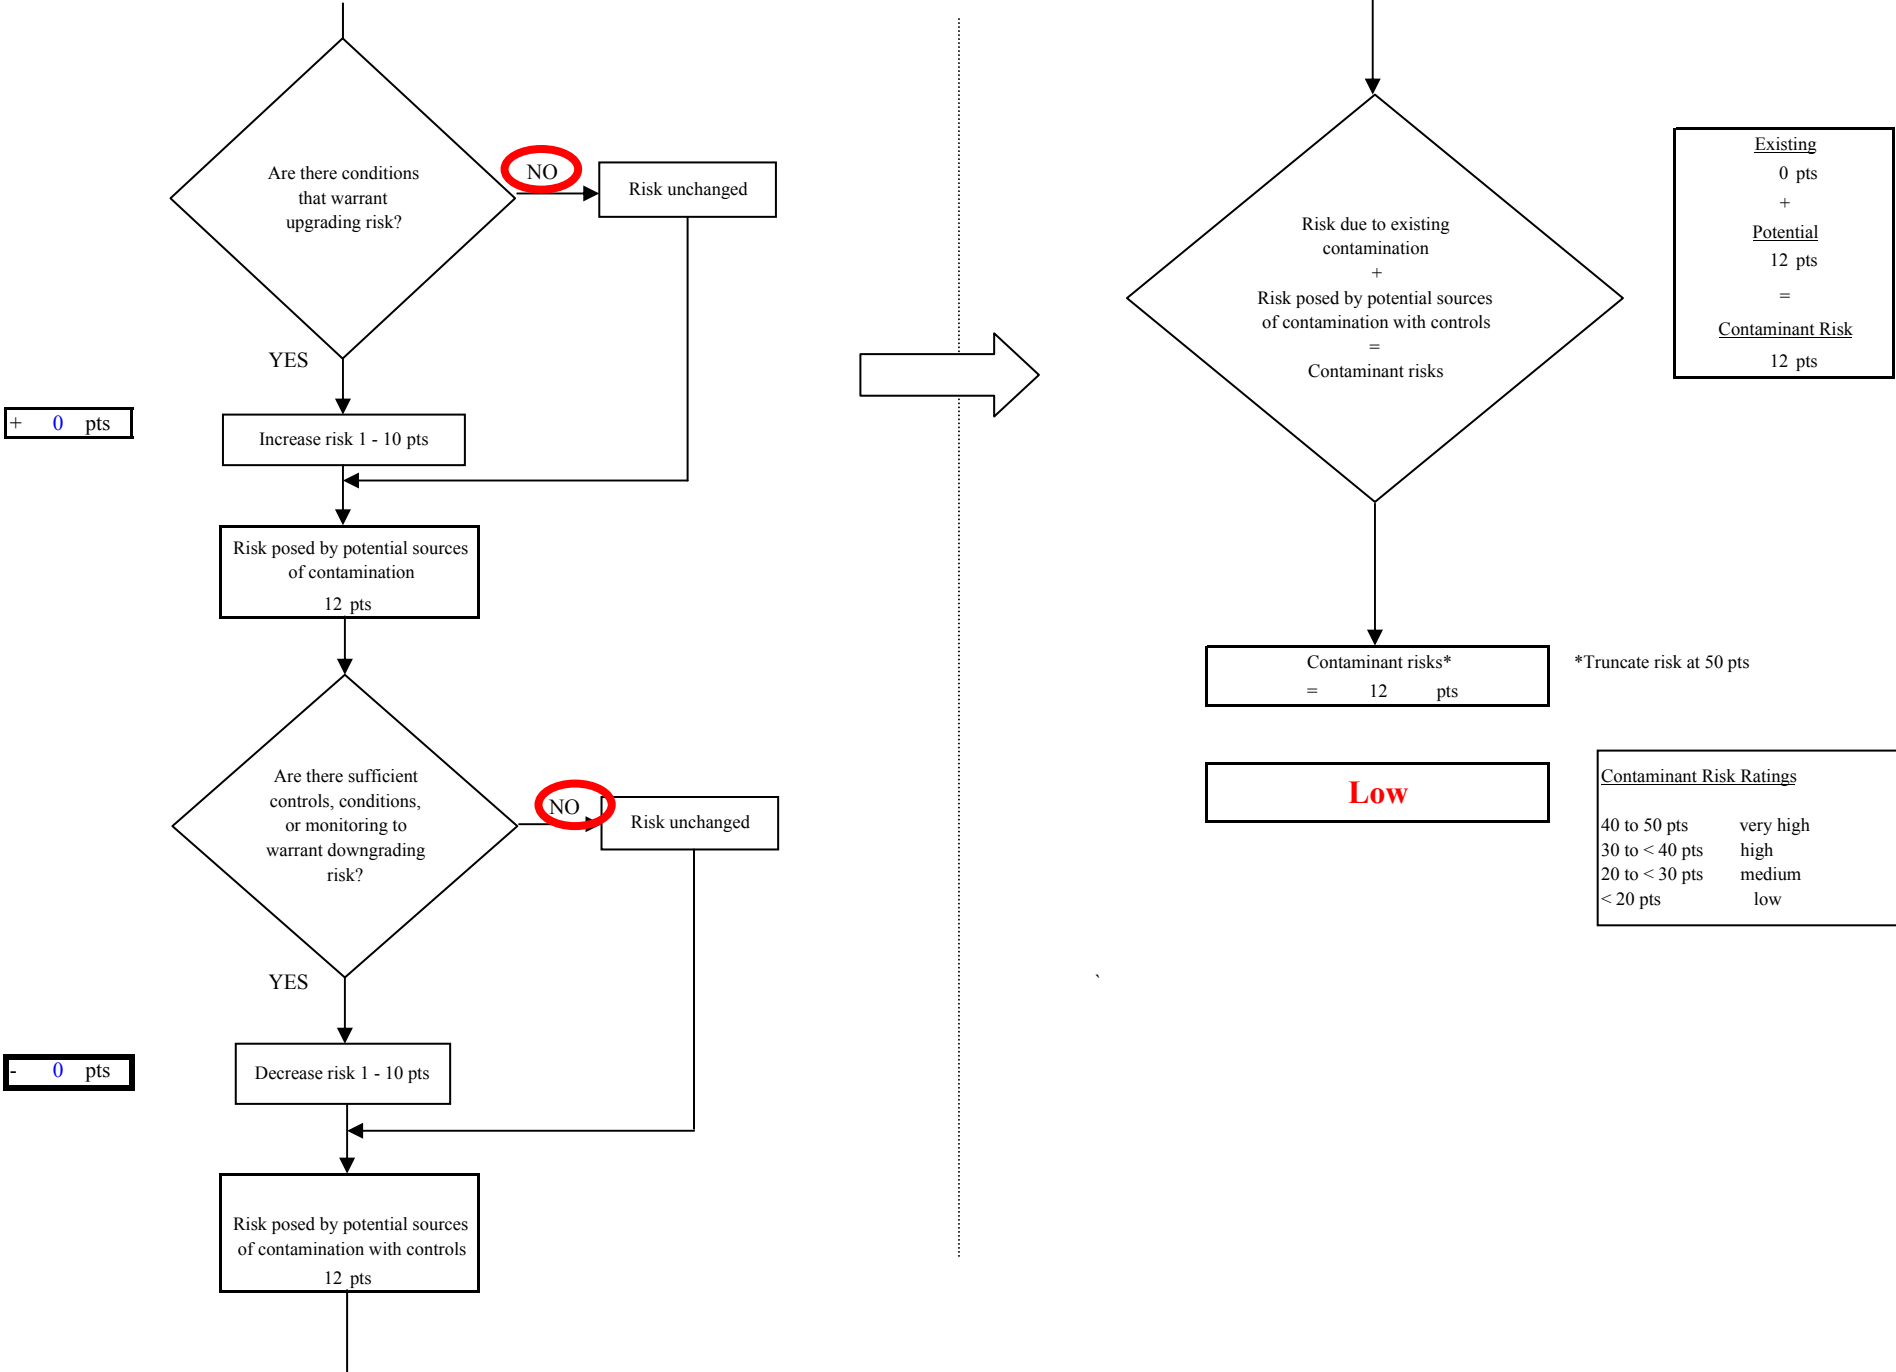 Are there conditions
that warrant
upgrading risk?
NO
Risk unchanged
YES
+ 0 pts
Increase risk 1 - 10 pts
Risk posed by potential sources
of contamination
12 pts
Are there sufficient
controls, conditions,
or monitoring to
warrant downgrading
risk?
NO
Risk unchanged
YES
- 0 pts
Decrease risk 1 - 10 pts
Risk posed by potential sources
of contamination with controls
12 pts
Risk due to existing
contamination
+
Risk posed by potential sources
of contamination with controls
=
Contaminant risks
Existing
0 pts
+
Potential
12 pts
=
Contaminant Risk
12 pts
Contaminant risks*
= 12 pts
*Truncate risk at 50 pts
Low
Contaminant Risk Ratings
40 to 50 pts very high
30 to < 40 pts high
20 to < 30 pts medium
< 20 pts low
`